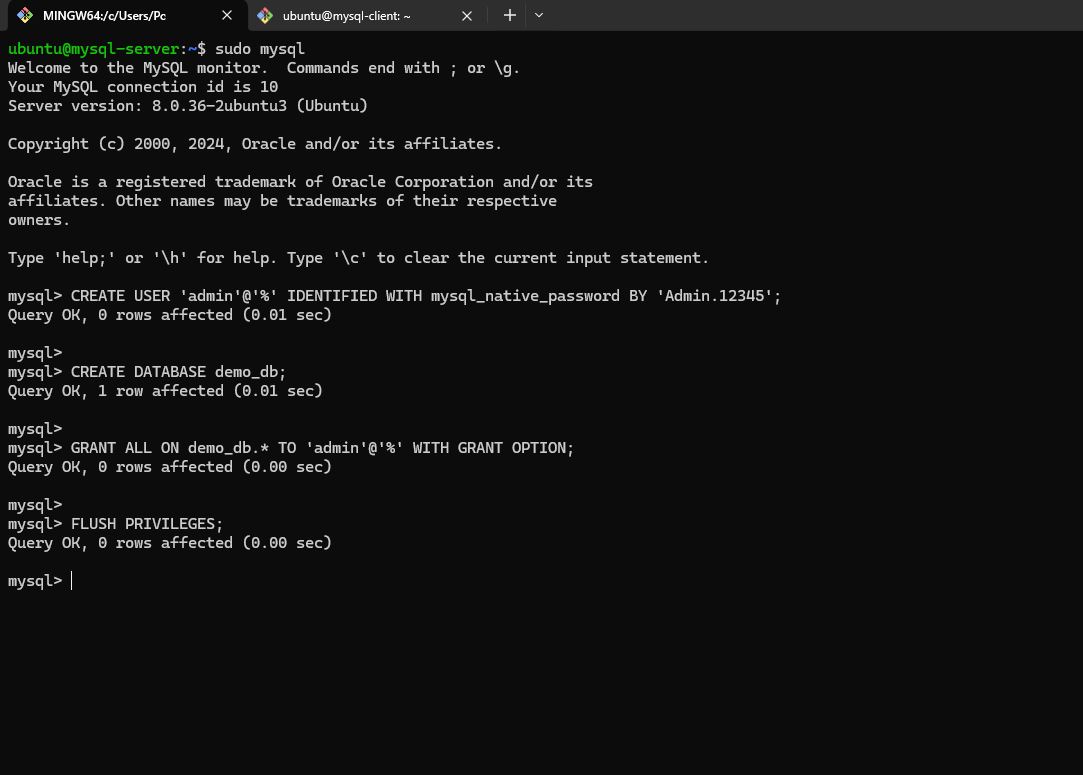 MINGW64:/c/Users/Pc
ubuntu@mysql-client: ~
ubuntu@mysql-server:~$ sudo mysql
Welcome to the MySQL monitor.  Commands end with ; or \g.
Your MySQL connection id is 10
Server version: 8.0.36-2ubuntu3 (Ubuntu)
Copyright (c) 2000, 2024, Oracle and/or its affiliates.
Oracle is a registered trademark of Oracle Corporation and/or its
affiliates. Other names may be trademarks of their respective
owners.
Type 'help;' or '\h' for help. Type '\c' to clear the current input statement.
mysql> CREATE USER 'admin'@'%' IDENTIFIED WITH mysql_native_password BY 'Admin.12345';
Query OK, 0 rows affected (0.01 sec)
mysql>
mysql> CREATE DATABASE demo_db;
Query OK, 1 row affected (0.01 sec)
mysql>
mysql> GRANT ALL ON demo_db.* TO 'admin'@'%' WITH GRANT OPTION;
Query OK, 0 rows affected (0.00 sec)
mysql>
mysql> FLUSH PRIVILEGES;
Query OK, 0 rows affected (0.00 sec)
mysql>